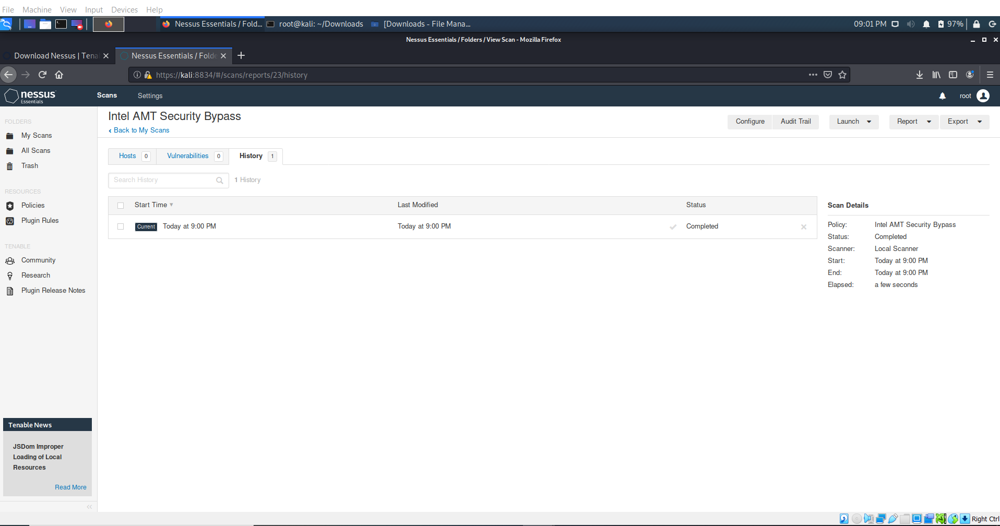 File Machine View Input Devices Help
Nessus Essentials / Fold... root@kali: ~/Downloads [Downloads - File Mana... 09:01 PM 97%
Nessus Essentials / Folders / View Scan - Mozilla Firefox
Download Nessus | Tena Nessus Essentials / Folde
https://kali:8834/#/scans/reports/23/history
nessus Essentials Scans Settings root
Intel AMT Security Bypass
Back to My Scans
Configure Audit Trail Launch Report Export
FOLDERS
My Scans
All Scans
Trash
RESOURCES
Policies
Plugin Rules
TENABLE
Community
Research
Plugin Release Notes
Hosts 0 Vulnerabilities 0 History 1
Search History 1 History
Start Time Last Modified Status
Current Today at 9:00 PM Today at 9:00 PM Completed
Scan Details
Policy: Intel AMT Security Bypass
Status: Completed
Scanner: Local Scanner
Start: Today at 9:00 PM
End: Today at 9:00 PM
Elapsed: a few seconds
Tenable News
JSDom Improper
Loading of Local
Resources
Read More
Right Ctrl